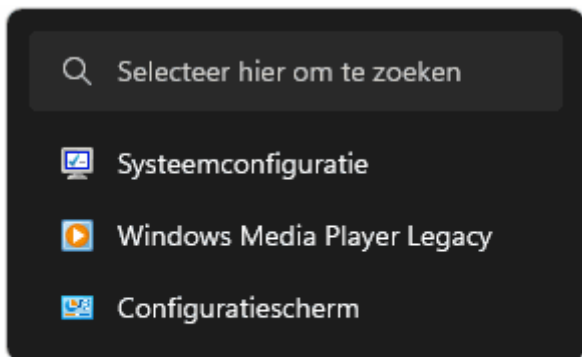 Selecteer hier om te zoeken
Systeemconfiguratie
Windows Media Player Legacy
Configuratiescherm